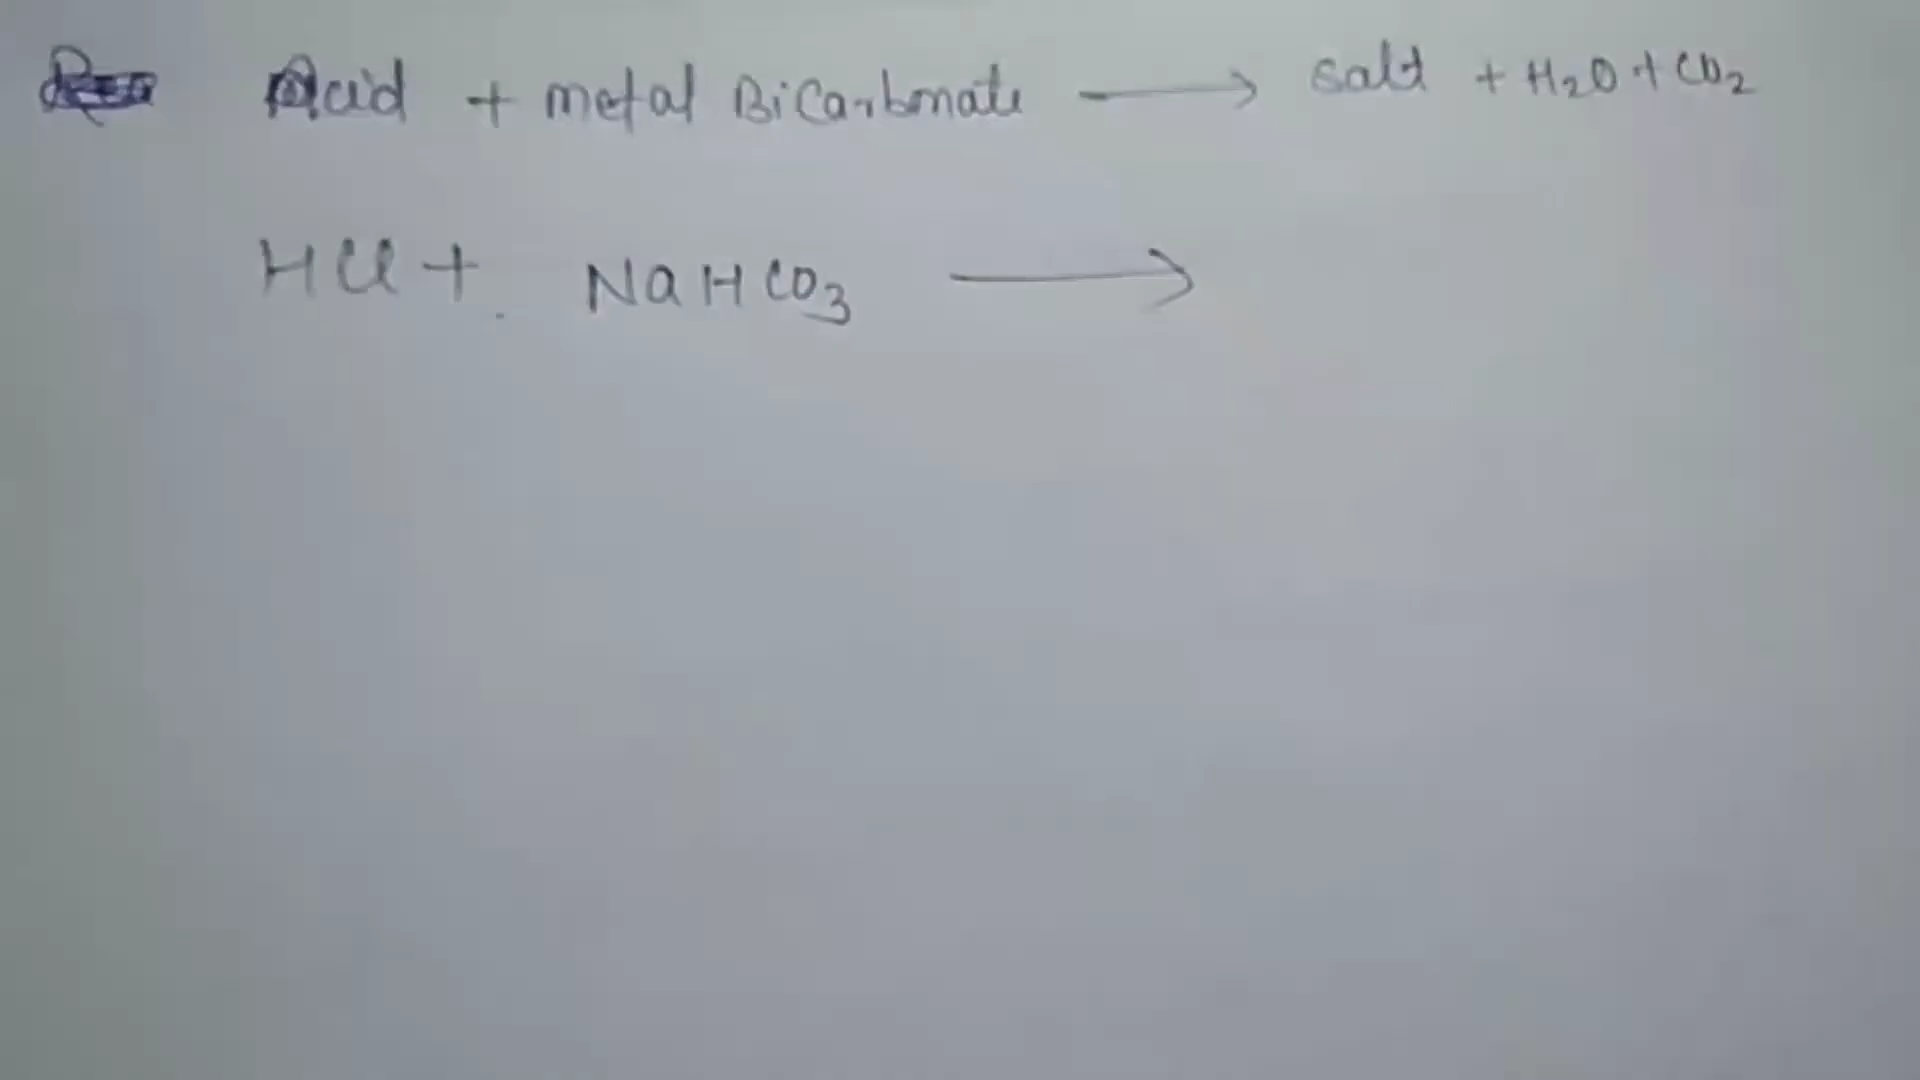 Acid + metal Bicarbonate ⟶ salt + H₂O + CO₂
HCl + NaHCO₃ ⟶